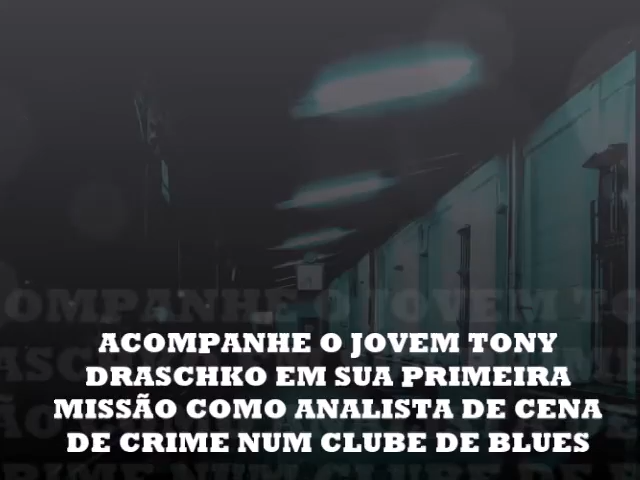 ACOMPANHE O JOVEM TONY
DRASCHKO EM SUA PRIMEIRA
MISSÃO COMO ANALISTA DE CENA
DE CRIME NUM CLUBE DE BLUES